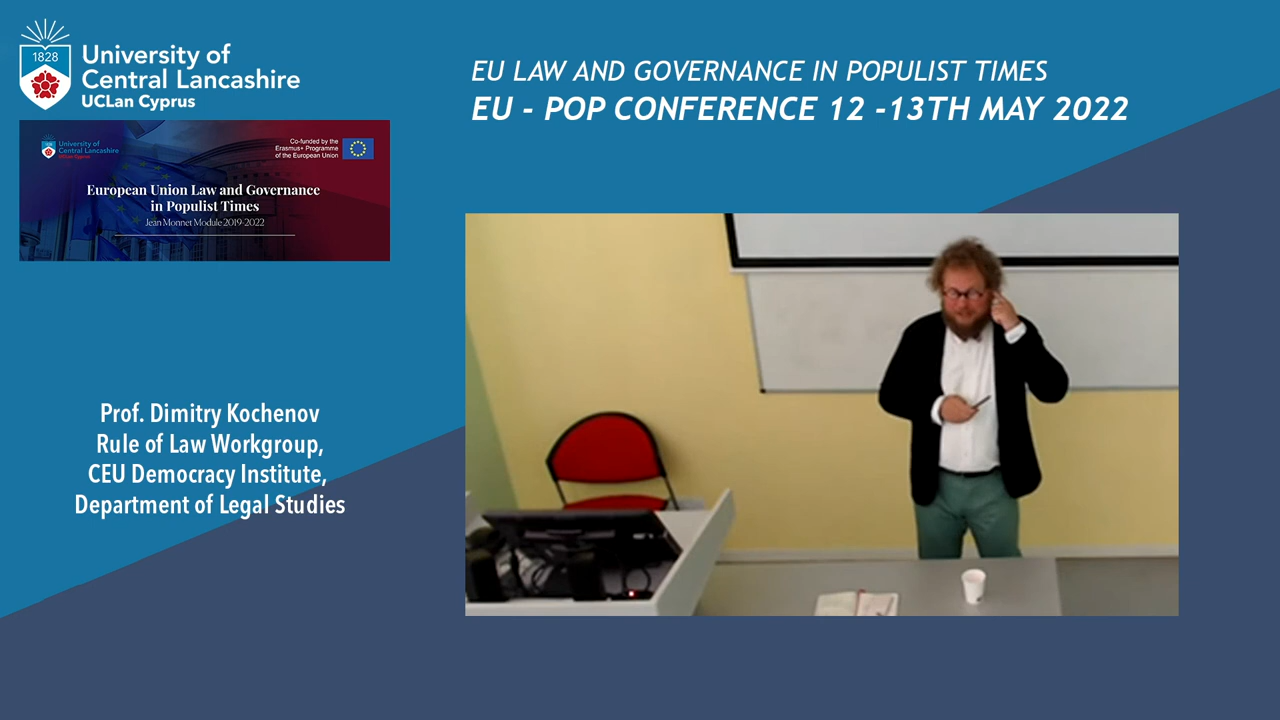 1828
University of
Central Lancashire
UCLan Cyprus
EU LAW AND GOVERNANCE IN POPULIST TIMES
EU - POP CONFERENCE 12 -13TH MAY 2022
University of
Central Lancashire
UCLan Cyprus
Co-funded by the
Erasmus+ Programme
of the European Union
European Union Law and Governance
in Populist Times
Jean Monnet Module 2019-2022
Prof. Dimitry Kochenov
Rule of Law Workgroup,
CEU Democracy Institute,
Department of Legal Studies